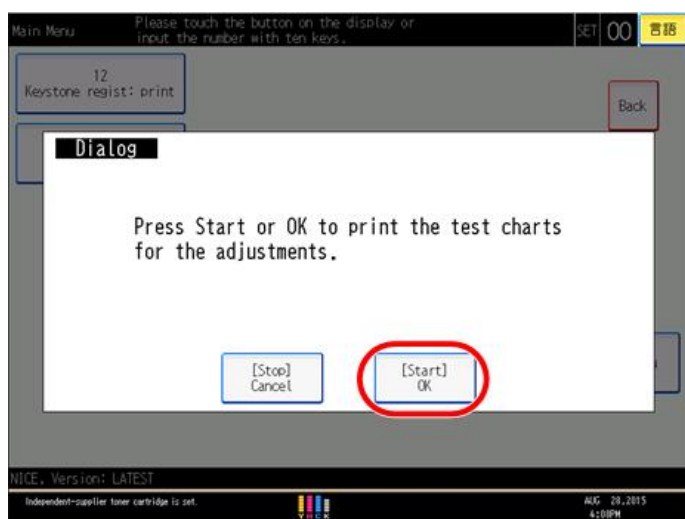 Main Menu
Please touch the button on the display or
input the number with ten keys.
SET 00 言語
12
Keystone regist: print
Back
Dialog
Press Start or OK to print the test charts
for the adjustments.
[Stop]
Cancel
[Start]
OK
NICE, Version: LATEST
Independent-supplier toner cartridge is set.
Y M C K
AUG 28,2015
4:08PM